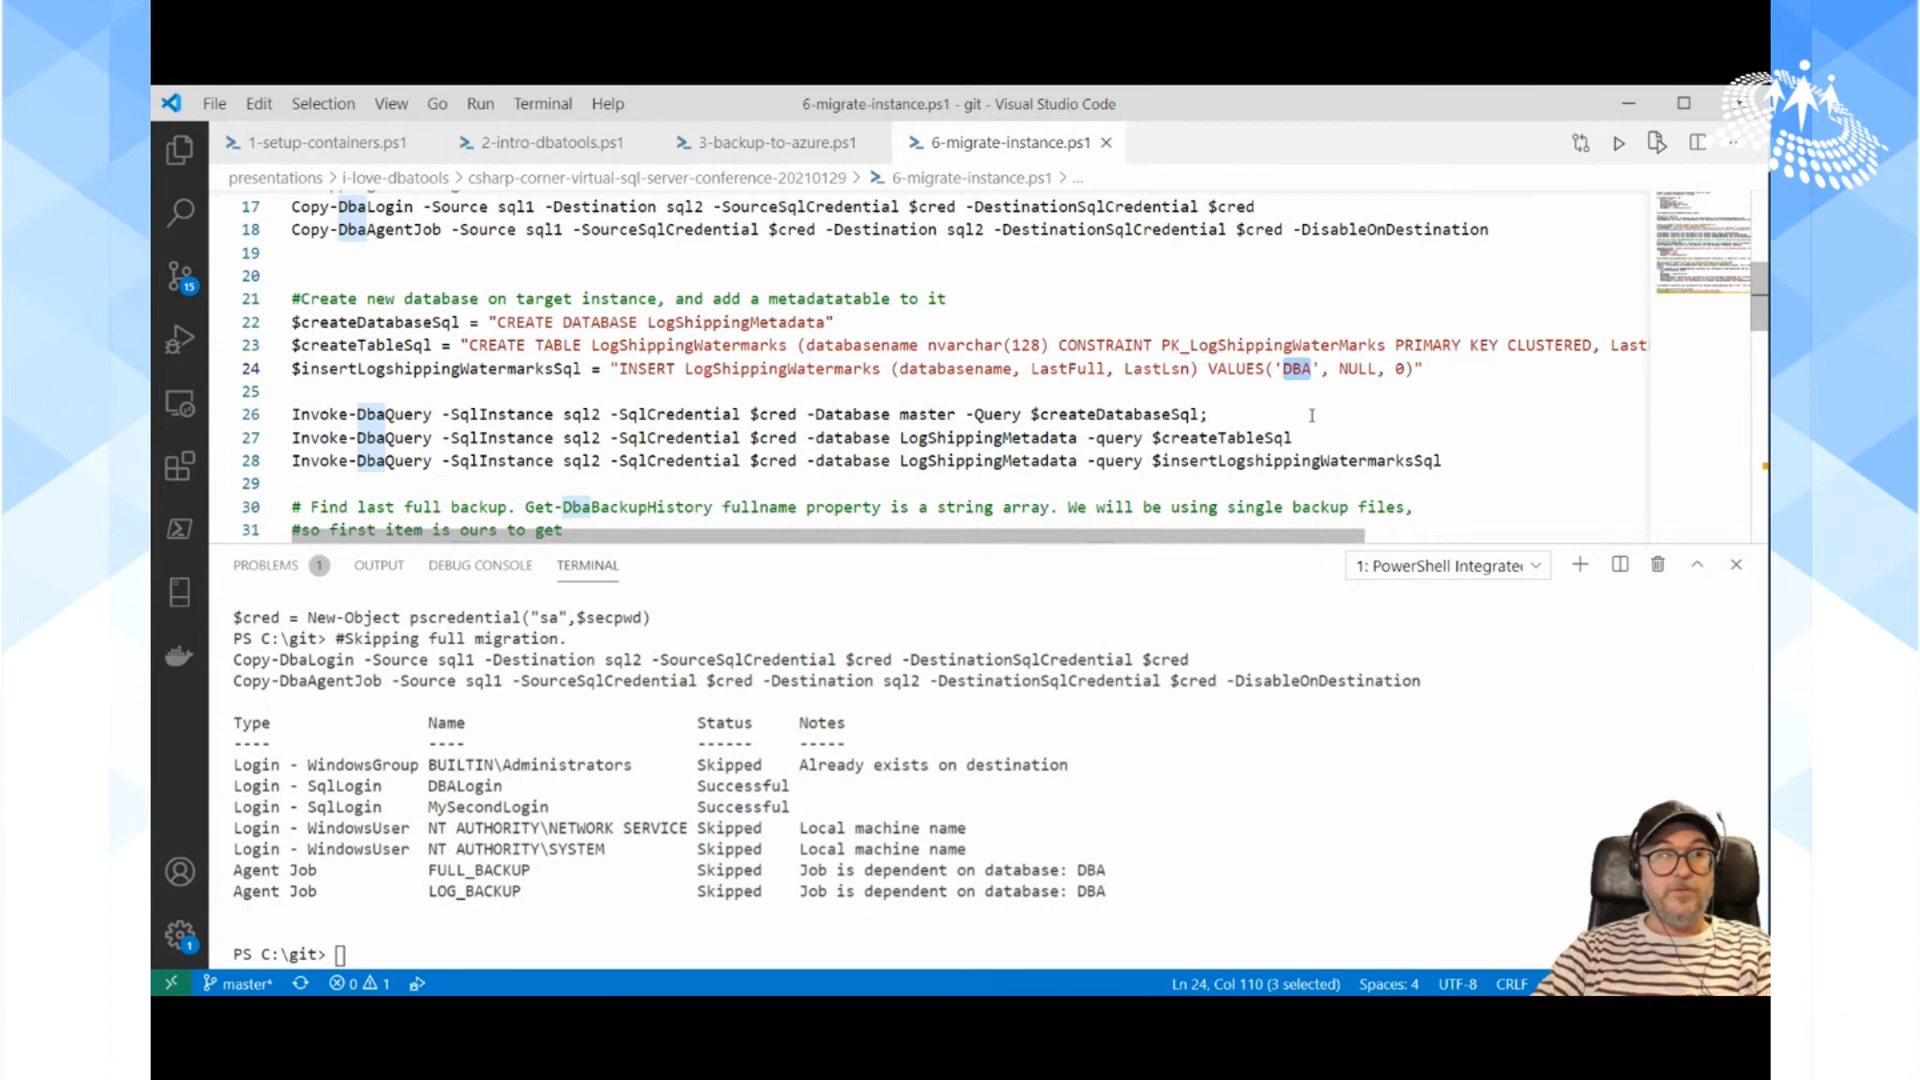 File Edit Selection View Go Run Terminal Help 6-migrate-instance.ps1 - git - Visual Studio Code
1-setup-containers.ps1 2-intro-dbatools.ps1 3-backup-to-azure.ps1 6-migrate-instance.ps1
presentations > i-love-dbatools > csharp-corner-virtual-sql-server-conference-20210129 > 6-migrate-instance.ps1 > ...
17 Copy-DbaLogin -Source sql1 -Destination sql2 -SourceSqlCredential $cred -DestinationSqlCredential $cred
18 Copy-DbaAgentJob -Source sql1 -SourceSqlCredential $cred -Destination sql2 -DestinationSqlCredential $cred -DisableOnDestination
19
20
21 #Create new database on target instance, and add a metadatatable to it
22 $createDatabaseSql = "CREATE DATABASE LogShippingMetadata"
23 $createTableSql = "CREATE TABLE LogShippingWatermarks (databasename nvarchar(128) CONSTRAINT PK_LogShippingWaterMarks PRIMARY KEY CLUSTERED, Last
24 $insertLogshippingWatermarksSql = "INSERT LogShippingWatermarks (databasename, LastFull, LastLsn) VALUES('DBA', NULL, 0)"
25
26 Invoke-DbaQuery -SqlInstance sql2 -SqlCredential $cred -Database master -Query $createDatabaseSql;
27 Invoke-DbaQuery -SqlInstance sql2 -SqlCredential $cred -database LogShippingMetadata -query $createTableSql
28 Invoke-DbaQuery -SqlInstance sql2 -SqlCredential $cred -database LogShippingMetadata -query $insertLogshippingWatermarksSql
29
30 # Find last full backup. Get-DbaBackupHistory fullname property is a string array. We will be using single backup files,
31 #so first item is ours to get
15
PROBLEMS 1 OUTPUT DEBUG CONSOLE TERMINAL 1: PowerShell Integrate
$cred = New-Object pscredential("sa",$secpwd)
PS C:\git> #Skipping full migration.
Copy-DbaLogin -Source sql1 -Destination sql2 -SourceSqlCredential $cred -DestinationSqlCredential $cred
Copy-DbaAgentJob -Source sql1 -SourceSqlCredential $cred -Destination sql2 -DestinationSqlCredential $cred -DisableOnDestination
Type Name Status Notes
---- ---- ------ -----
Login - WindowsGroup BUILTIN\Administrators Skipped Already exists on destination
Login - SqlLogin DBALogin Successful
Login - SqlLogin MySecondLogin Successful
Login - WindowsUser NT AUTHORITY\NETWORK SERVICE Skipped Local machine name
Login - WindowsUser NT AUTHORITY\SYSTEM Skipped Local machine name
Agent Job FULL_BACKUP Skipped Job is dependent on database: DBA
Agent Job LOG_BACKUP Skipped Job is dependent on database: DBA
PS C:\git>
1
master* 0 1 Ln 24, Col 110 (3 selected) Spaces: 4 UTF-8 CRLF